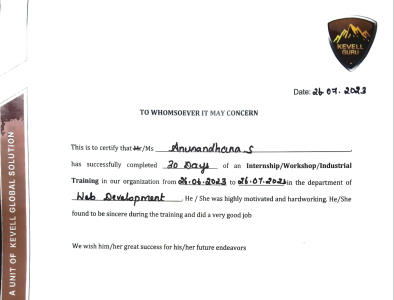 KEVELL
GURU
Date: 26 07. 2023
TO WHOMSOEVER IT MAY CONCERN
This is to certify that Mr/Ms Anunandhana S
has successfully completed 30 Days of an Internship/Workshop/Industrial
Training in our organization from 26.06.2023 to 26.07.2023 in the department of
Web Development. He / She was highly motivated and hardworking. He/She
found to be sincere during the training and did a very good job
We wish him/her great success for his/her future endeavors
A UNIT OF KEVELL GLOBAL SOLUTION